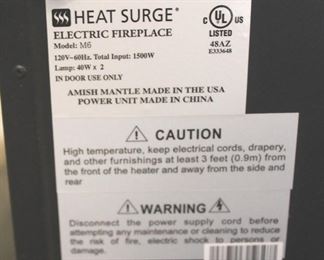 HEAT SURGE®
ELECTRIC FIREPLACE
Model: M6
120V~60Hz. Total Input: 1500W
Lamp: 40W x 2
IN DOOR USE ONLY
C UL US
LISTED
48AZ
E333648
AMISH MANTLE MADE IN THE USA
POWER UNIT MADE IN CHINA
CAUTION
High temperature, keep electrical cords, drapery,
and other furnishings at least 3 feet (0.9m) from
the front of the heater and away from the side and
rear
WARNING
Disconnect the power supply cord before
attempting any maintenance or cleaning to reduce
the risk of fire, electric shock to persons or
damage.